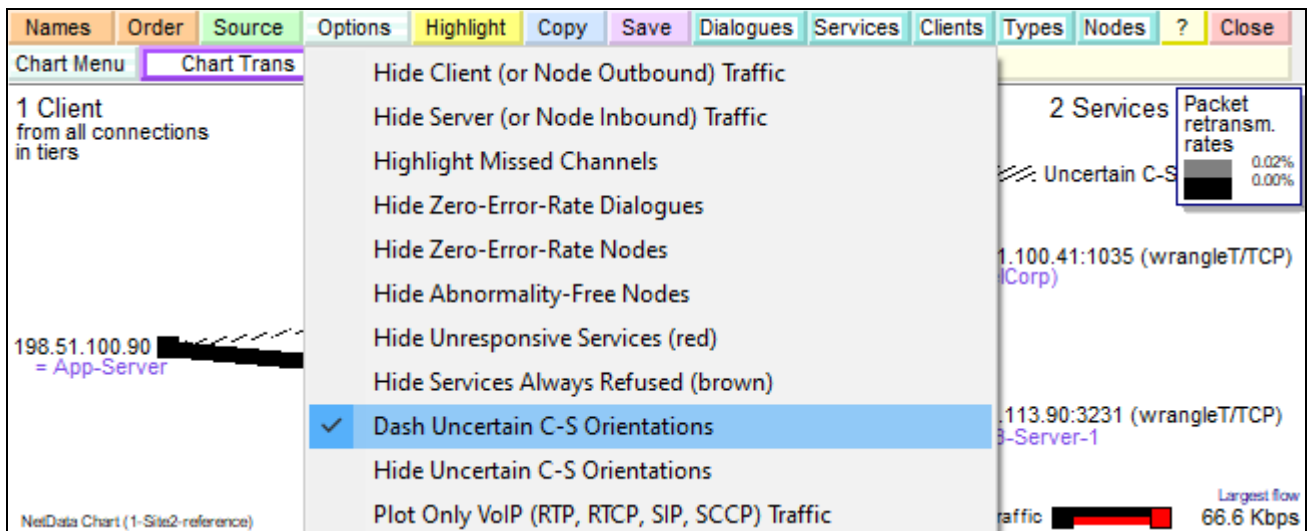 Names Order Source Options Highlight Copy Save Dialogues Services Clients Types Nodes ? Close
Chart Menu Chart Trans
1 Client
from all connections
in tiers
198.51.100.90
= App-Server
NetData Chart (1-Site2-reference)
Hide Client (or Node Outbound) Traffic
Hide Server (or Node Inbound) Traffic
Highlight Missed Channels
Hide Zero-Error-Rate Dialogues
Hide Zero-Error-Rate Nodes
Hide Abnormality-Free Nodes
Hide Unresponsive Services (red)
Hide Services Always Refused (brown)
Dash Uncertain C-S Orientations
Hide Uncertain C-S Orientations
Plot Only VoIP (RTP, RTCP, SIP, SCCP) Traffic
2 Services
Uncertain C-S
Packet
retransm.
rates
0.02%
0.00%
1.100.41:1035 (wrangleT/TCP)
lCorp)
.113.90:3231 (wrangleT/TCP)
-Server-1
raffic
Largest flow
66.6 Kbps